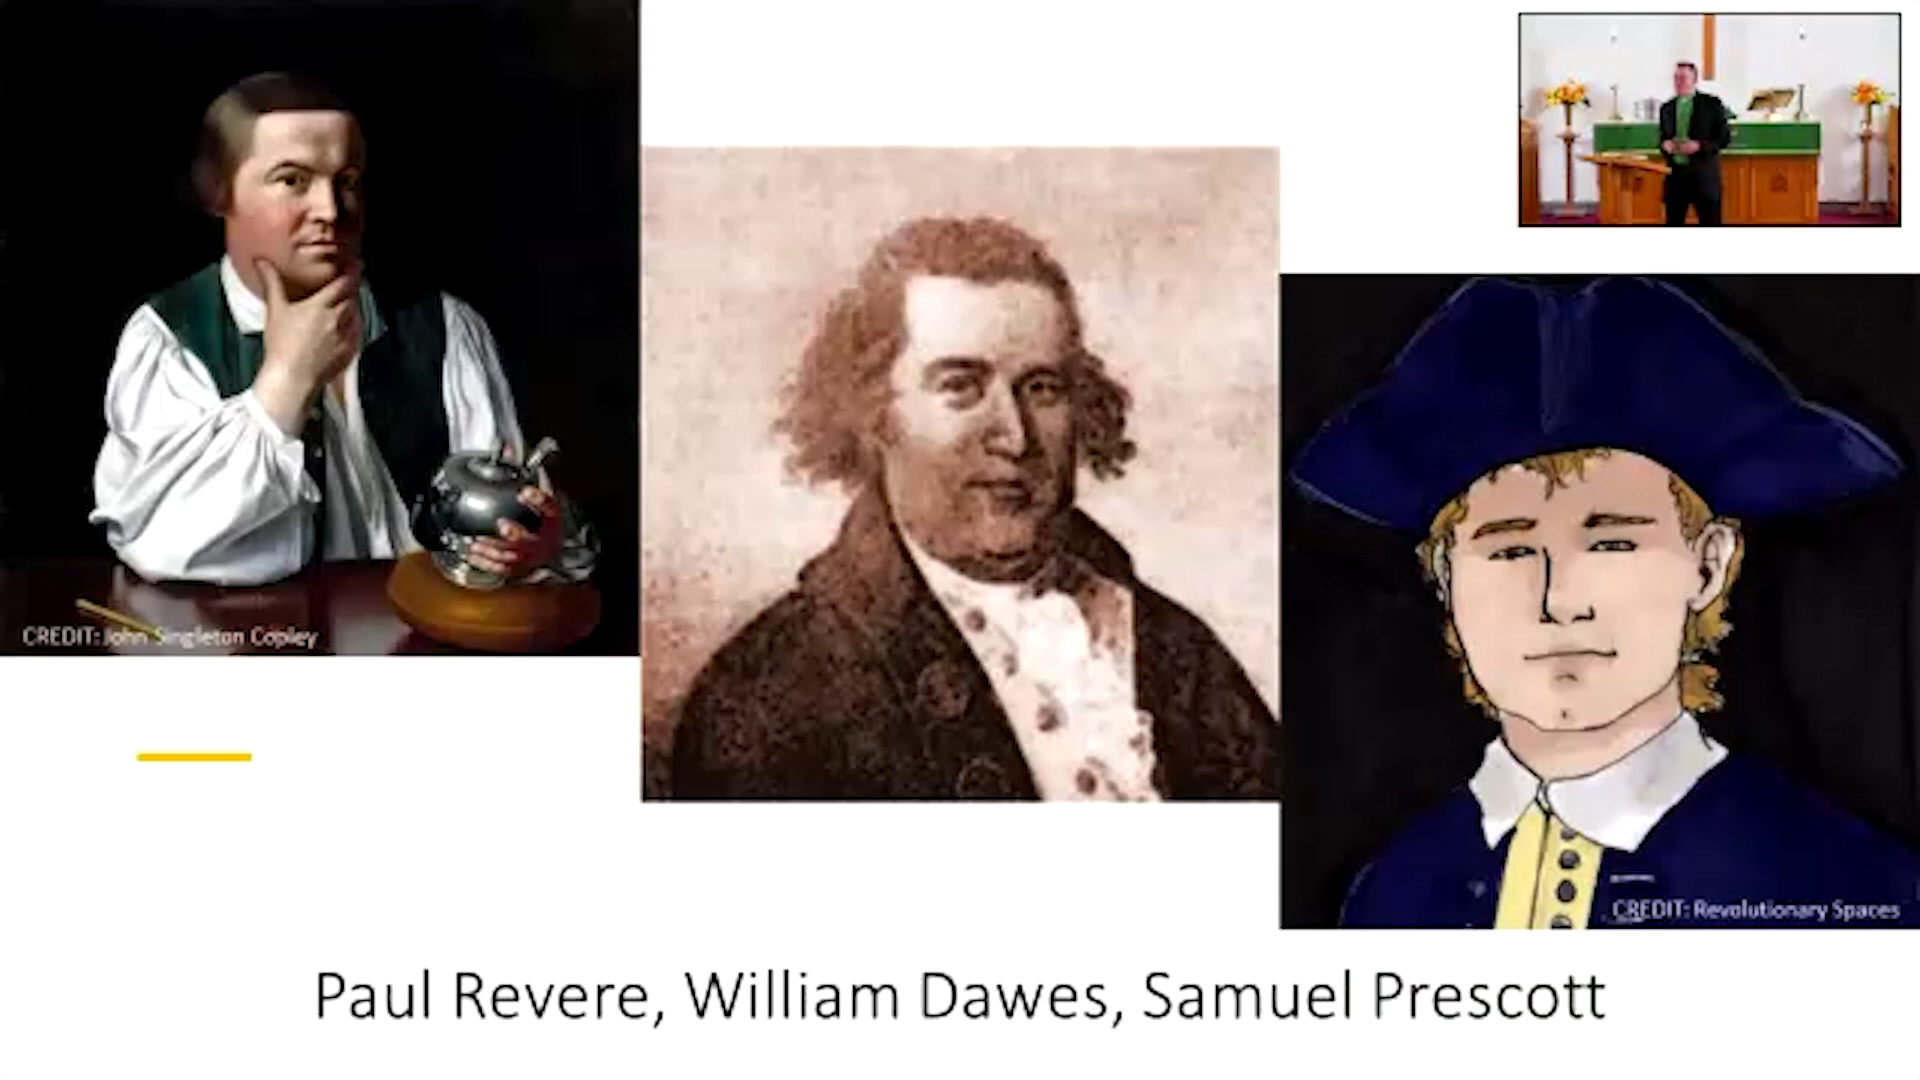 CREDIT: John Singleton Copley
CREDIT: Revolutionary Spaces
Paul Revere, William Dawes, Samuel Prescott